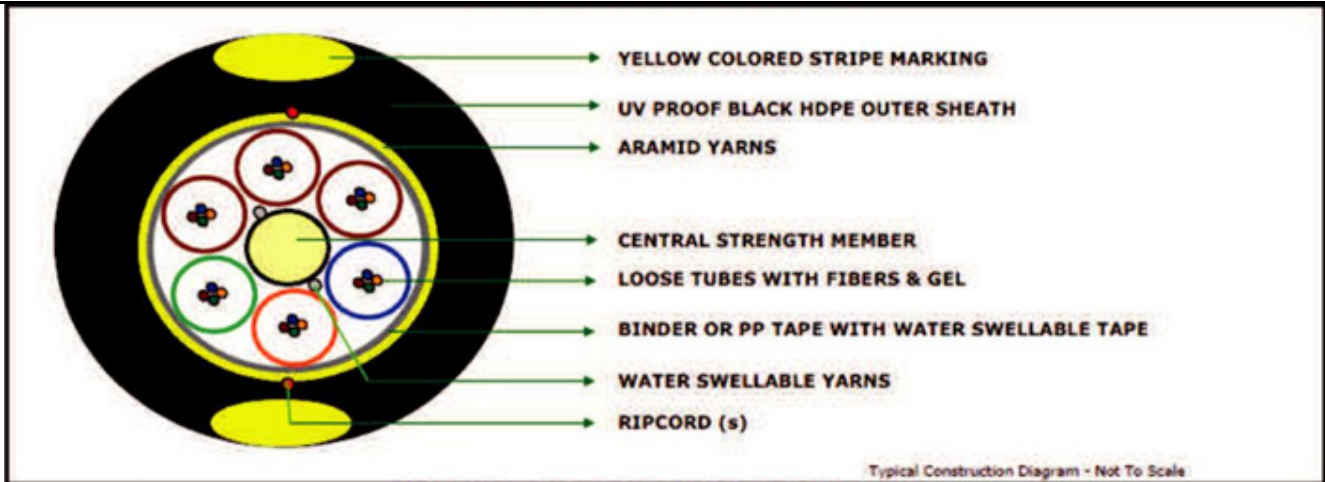 YELLOW COLORED STRIPE MARKING
UV PROOF BLACK HDPE OUTER SHEATH
ARAMID YARNS
CENTRAL STRENGTH MEMBER
LOOSE TUBES WITH FIBERS & GEL
BINDER OR PP TAPE WITH WATER SWELLABLE TAPE
WATER SWELLABLE YARNS
RIPCORD (s)
Typical Construction Diagram - Not To Scale